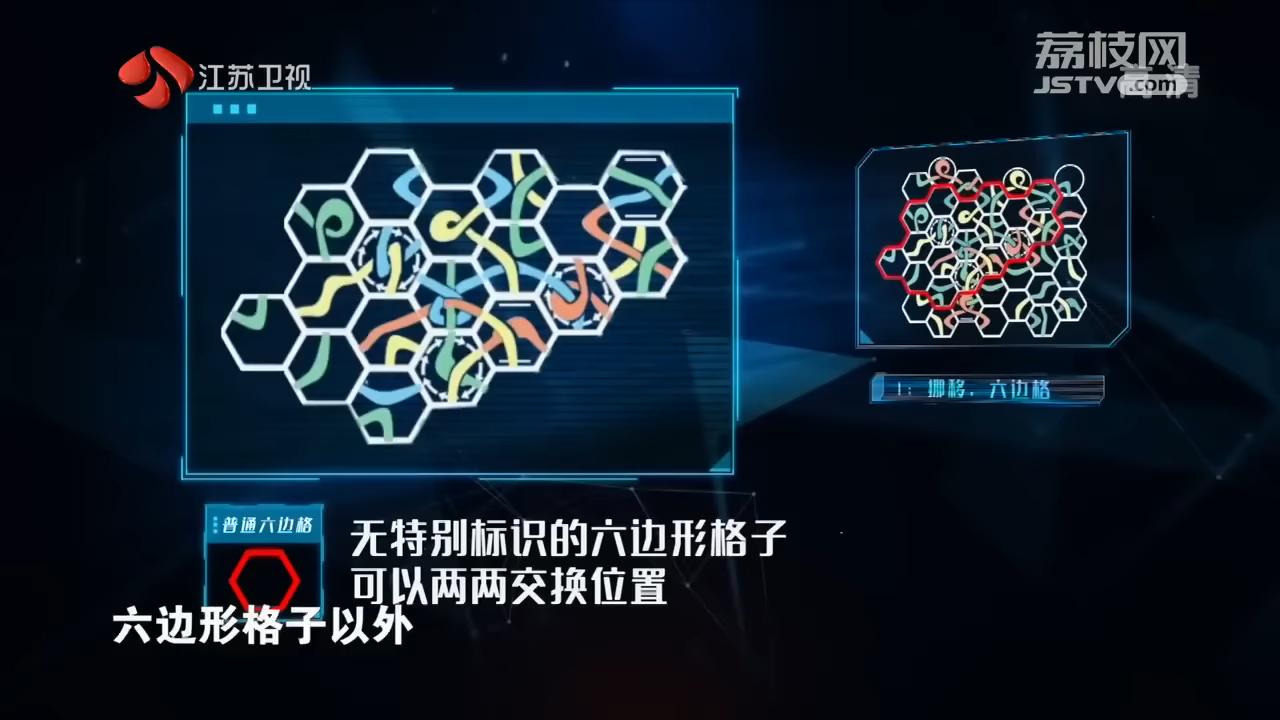 江苏卫视
荔枝网
JSTV.com
高清
1：挪移．六边格
普通六边格
无特别标识的六边形格子
可以两两交换位置
六边形格子以外